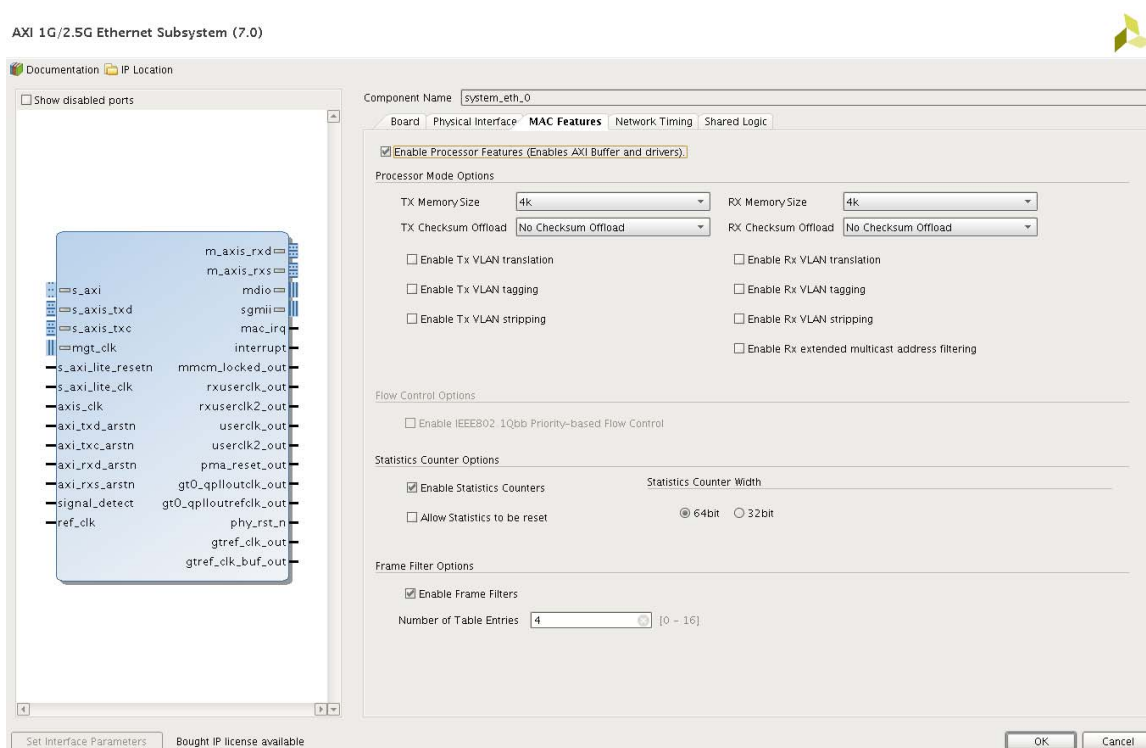 AXI 1G/2.5G Ethernet Subsystem (7.0)
Documentation IP Location
Show disabled ports
m_axis_rxd
m_axis_rxs
s_axi mdio
s_axis_txd sgmii
s_axis_txc mac_irq
mgt_clk interrupt
s_axi_lite_resetn mmcm_locked_out
s_axi_lite_clk rxuserclk_out
axis_clk rxuserclk2_out
axi_txd_arstn userclk_out
axi_txc_arstn userclk2_out
axi_rxd_arstn pma_reset_out
axi_rxs_arstn gt0_qplloutclk_out
signal_detect gt0_qplloutrefclk_out
ref_clk phy_rst_n
gtref_clk_out
gtref_clk_buf_out
Component Name system_eth_0
Board Physical Interface MAC Features Network Timing Shared Logic
Enable Processor Features (Enables AXI Buffer and drivers).
Processor Mode Options
TX Memory Size 4k RX Memory Size 4k
TX Checksum Offload No Checksum Offload RX Checksum Offload No Checksum Offload
Enable Tx VLAN translation Enable Rx VLAN translation
Enable Tx VLAN tagging Enable Rx VLAN tagging
Enable Tx VLAN stripping Enable Rx VLAN stripping
Enable Rx extended multicast address filtering
Flow Control Options
Enable IEEE802.1Qbb Priority-based Flow Control
Statistics Counter Options
Enable Statistics Counters Statistics Counter Width
Allow Statistics to be reset 64bit 32bit
Frame Filter Options
Enable Frame Filters
Number of Table Entries 4 [0 - 16]
Set Interface Parameters Bought IP license available OK Cancel